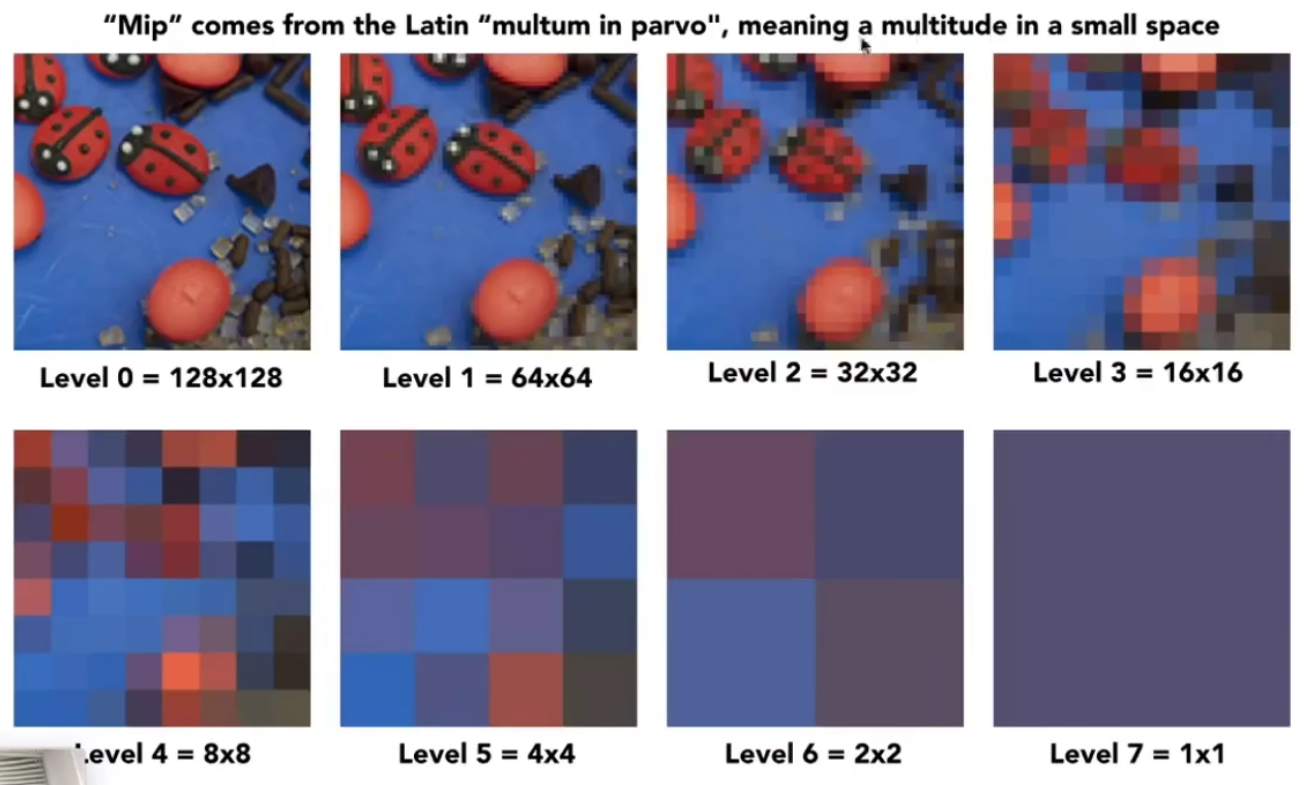 “Mip” comes from the Latin “multum in parvo", meaning a multitude in a small space
Level 0 = 128x128
Level 1 = 64x64
Level 2 = 32x32
Level 3 = 16x16
Level 4 = 8x8
Level 5 = 4x4
Level 6 = 2x2
Level 7 = 1x1